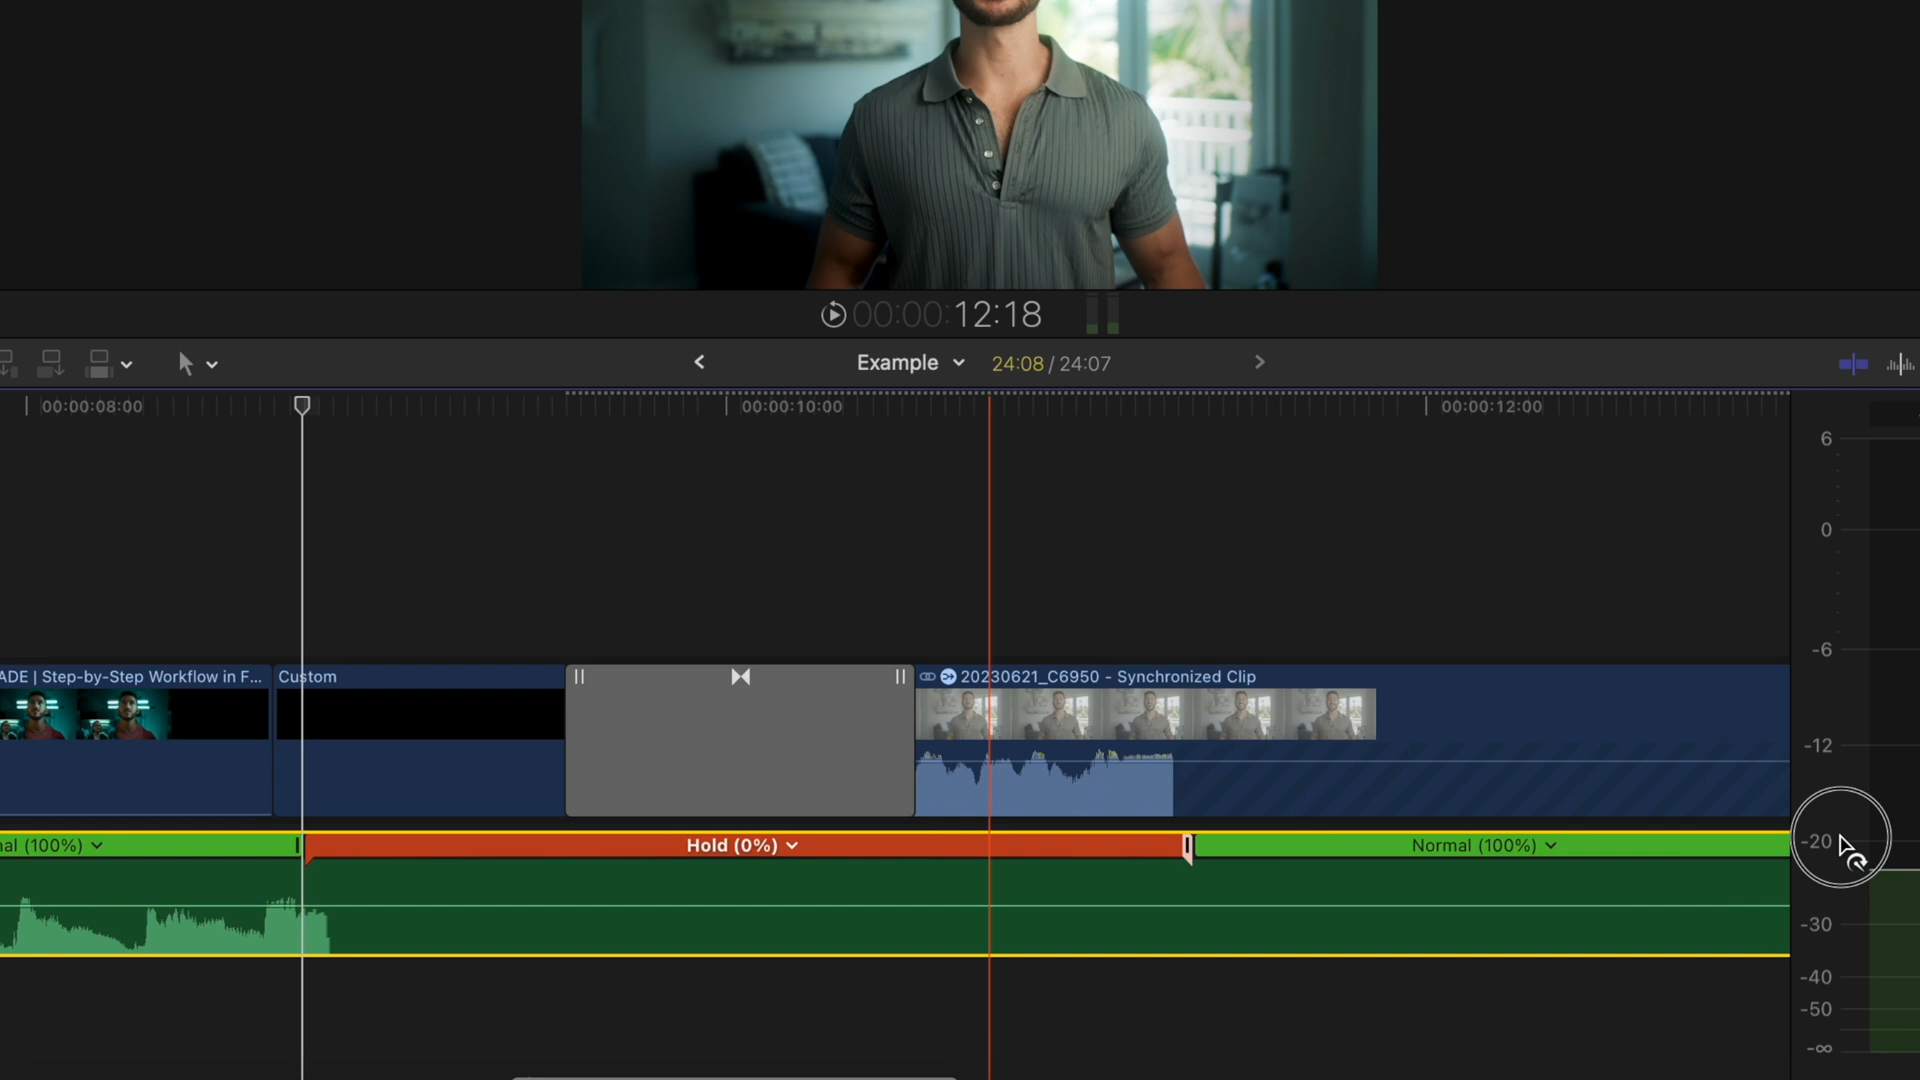 00:00:12:18
Example
24:08 / 24:07
00:00:08:00
00:00:10:00
00:00:12:00
6
0
-6
-12
-20
-30
-40
-50
-∞
ADE | Step-by-Step Workflow in F...
Custom
20230621_C6950 - Synchronized Clip
al (100%)
Hold (0%)
Normal (100%)